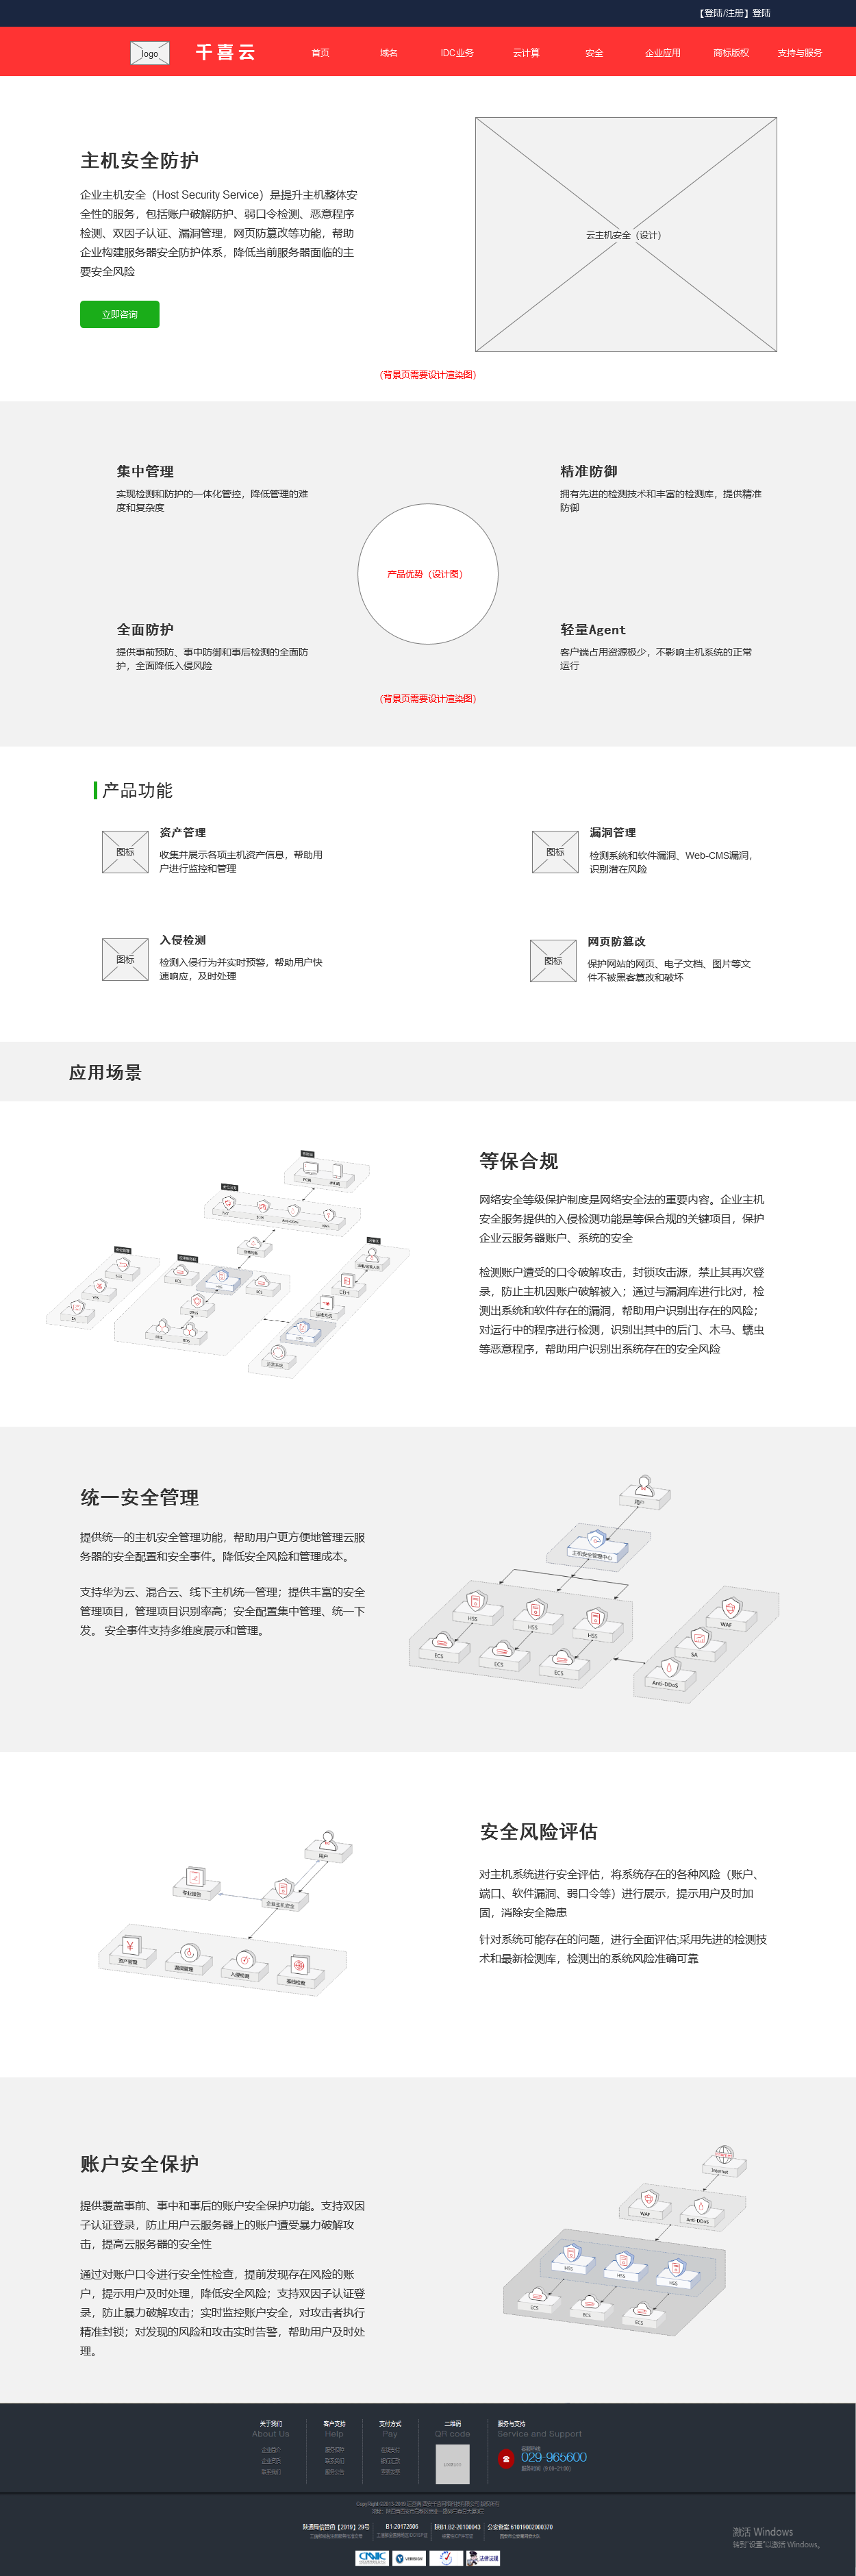 【登陆/注册】登陆
logo
千喜云
首页
域名
IDC业务
云计算
安全
企业应用
商标版权
支持与服务
主机安全防护
企业主机安全（Host Security Service）是提升主机整体安
全性的服务，包括账户破解防护、弱口令检测、恶意程序
检测、双因子认证、漏洞管理，网页防篡改等功能，帮助
企业构建服务器安全防护体系，降低当前服务器面临的主
要安全风险
立即咨询
云主机安全（设计）
（背景页需要设计渲染图）
集中管理
实现检测和防护的一体化管控，降低管理的难
度和复杂度
精准防御
拥有先进的检测技术和丰富的检测库，提供精准
防御
产品优势（设计图）
全面防护
提供事前预防、事中防御和事后检测的全面防
护，全面降低入侵风险
轻量Agent
客户端占用资源极少，不影响主机系统的正常
运行
（背景页需要设计渲染图）
产品功能
图标
资产管理
收集并展示各项主机资产信息，帮助用
户进行监控和管理
图标
漏洞管理
检测系统和软件漏洞、Web-CMS漏洞，
识别潜在风险
图标
入侵检测
检测入侵行为并实时预警，帮助用户快
速响应，及时处理
图标
网页防篡改
保护网站的网页、电子文档、图片等文
件不被黑客篡改和破坏
应用场景
等保合规
网络安全等级保护制度是网络安全法的重要内容。企业主机
安全服务提供的入侵检测功能是等保合规的关键项目，保护
企业云服务器账户、系统的安全
检测账户遭受的口令破解攻击，封锁攻击源，禁止其再次登
录，防止主机因账户破解被入；通过与漏洞库进行比对，检
测出系统和软件存在的漏洞，帮助用户识别出存在的风险；
对运行中的程序进行检测，识别出其中的后门、木马、蠕虫
等恶意程序，帮助用户识别出系统存在的安全风险
统一安全管理
提供统一的主机安全管理功能，帮助用户更方便地管理云服
务器的安全配置和安全事件。降低安全风险和管理成本。
支持华为云、混合云、线下主机统一管理；提供丰富的安全
管理项目，管理项目识别率高；安全配置集中管理、统一下
发。 安全事件支持多维度展示和管理。
用户
主机安全管理中心
HSS
HSS
HSS
ECS
ECS
ECS
WAF
SA
Anti-DDoS
安全风险评估
对主机系统进行安全评估，将系统存在的各种风险（账户、
端口、软件漏洞、弱口令等）进行展示，提示用户及时加
固，消除安全隐患
针对系统可能存在的问题，进行全面评估;采用先进的检测技
术和最新检测库，检测出的系统风险准确可靠
用户
专业报告
企业主机安全
资产管理
漏洞管理
入侵检测
基线检查
账户安全保护
提供覆盖事前、事中和事后的账户安全保护功能。支持双因
子认证登录，防止用户云服务器上的账户遭受暴力破解攻
击，提高云服务器的安全性
通过对账户口令进行安全性检查，提前发现存在风险的账
户，提示用户及时处理，降低安全风险；支持双因子认证登
录，防止暴力破解攻击；实时监控账户安全，对攻击者执行
精准封锁；对发现的风险和攻击实时告警，帮助用户及时处
理。
Internet
WAF
Anti-DDoS
HSS
HSS
HSS
ECS
ECS
ECS
关于我们
About Us
客户支持
Help
支付方式
Pay
二维码
QR code
服务与支持
Service and Support
029-965600
B1-20172606
陕B1.B2-20100043
公安备案 61019002000370
激活 Windows
转到"设置"以激活 Windows。